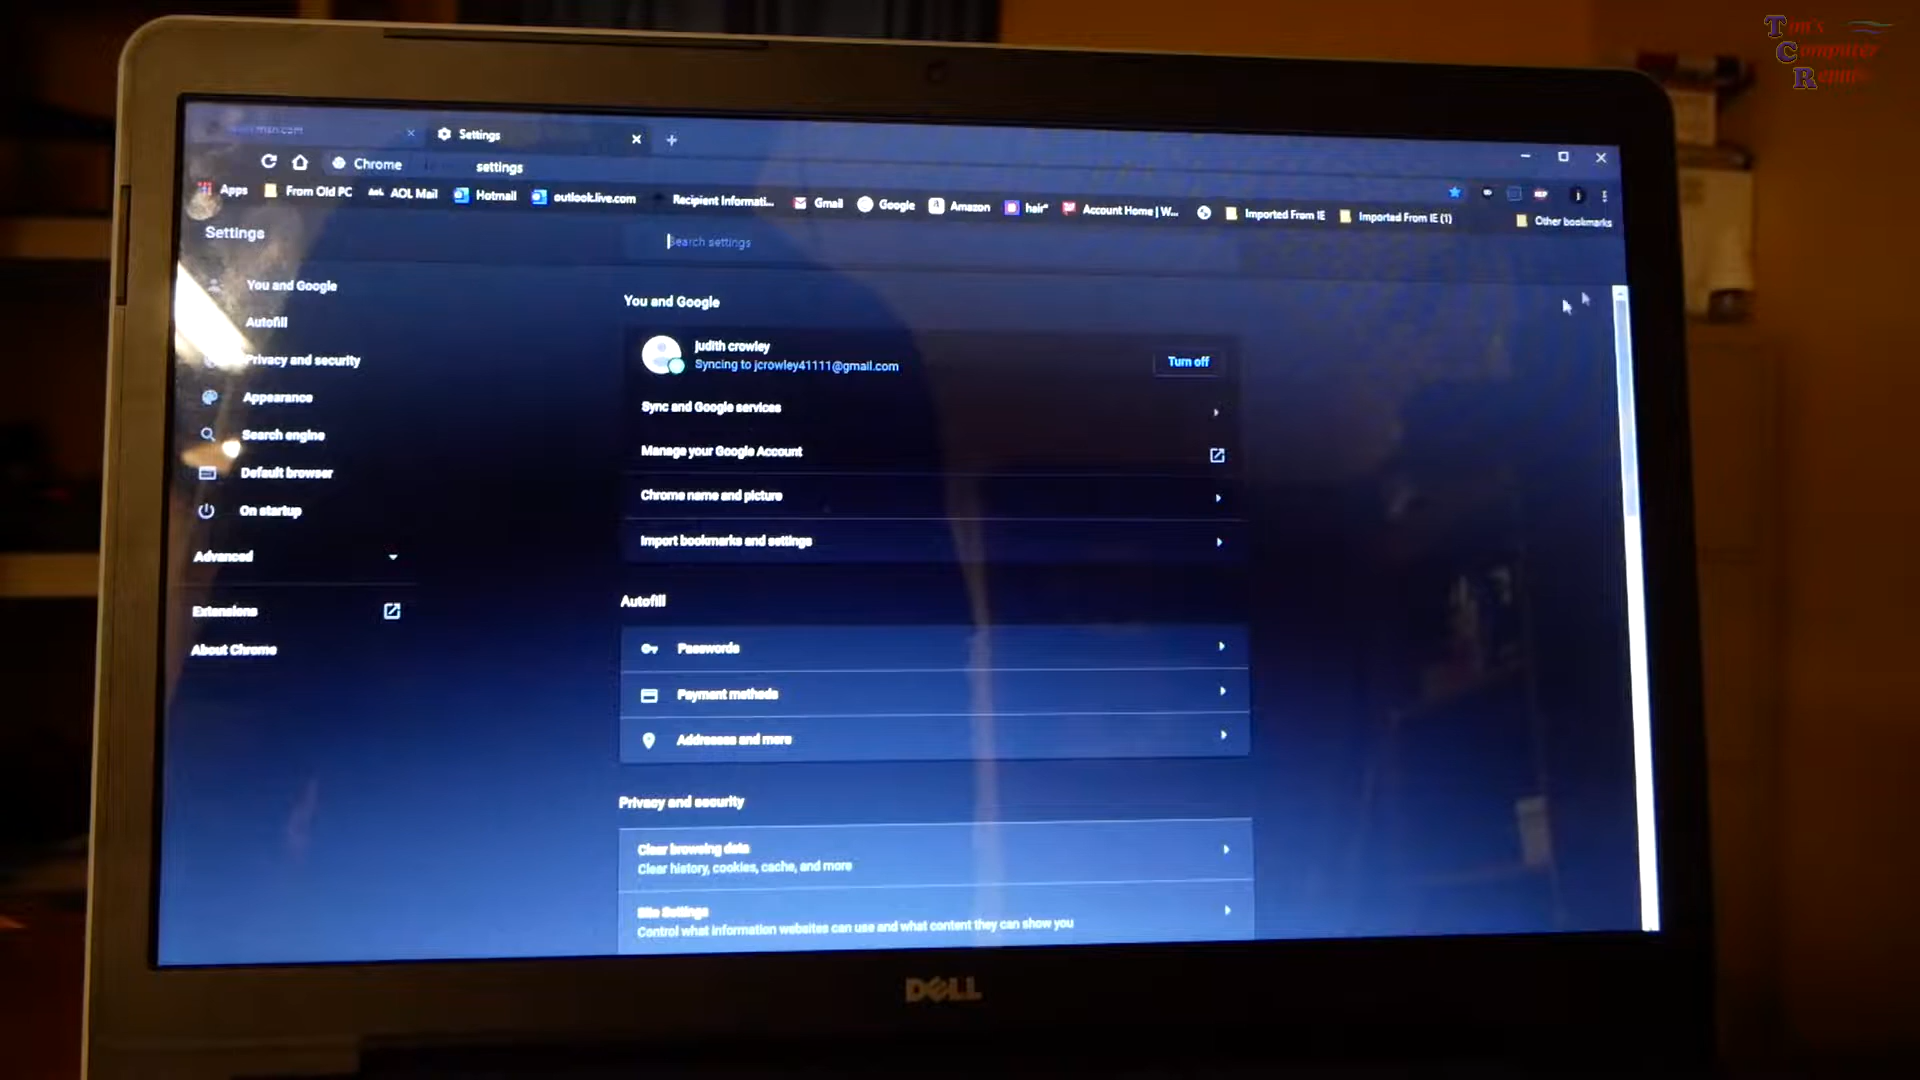 Tim's
Computer
msn.com
Settings
Chrome
settings
Apps
From Old PC
AOL Mail
Hotmail
outlook.live.com
Recipient Informati...
Gmail
Google
Amazon
hair"
Account Home | W...
Imported From IE
Imported From IE (1)
Other bookmarks
Settings
Search settings
You and Google
Autofill
Privacy and security
Appearance
Search engine
Default browser
On startup
Advanced
Extensions
About Chrome
You and Google
judith crowley
Syncing to jcrowley41111@gmail.com
Turn off
Sync and Google services
Manage your Google Account
Chrome name and picture
Import bookmarks and settings
Autofill
Passwords
Payment methods
Addresses and more
Privacy and security
Clear browsing data
Clear history, cookies, cache, and more
Site Settings
Control what information websites can use and what content they can show you
DELL